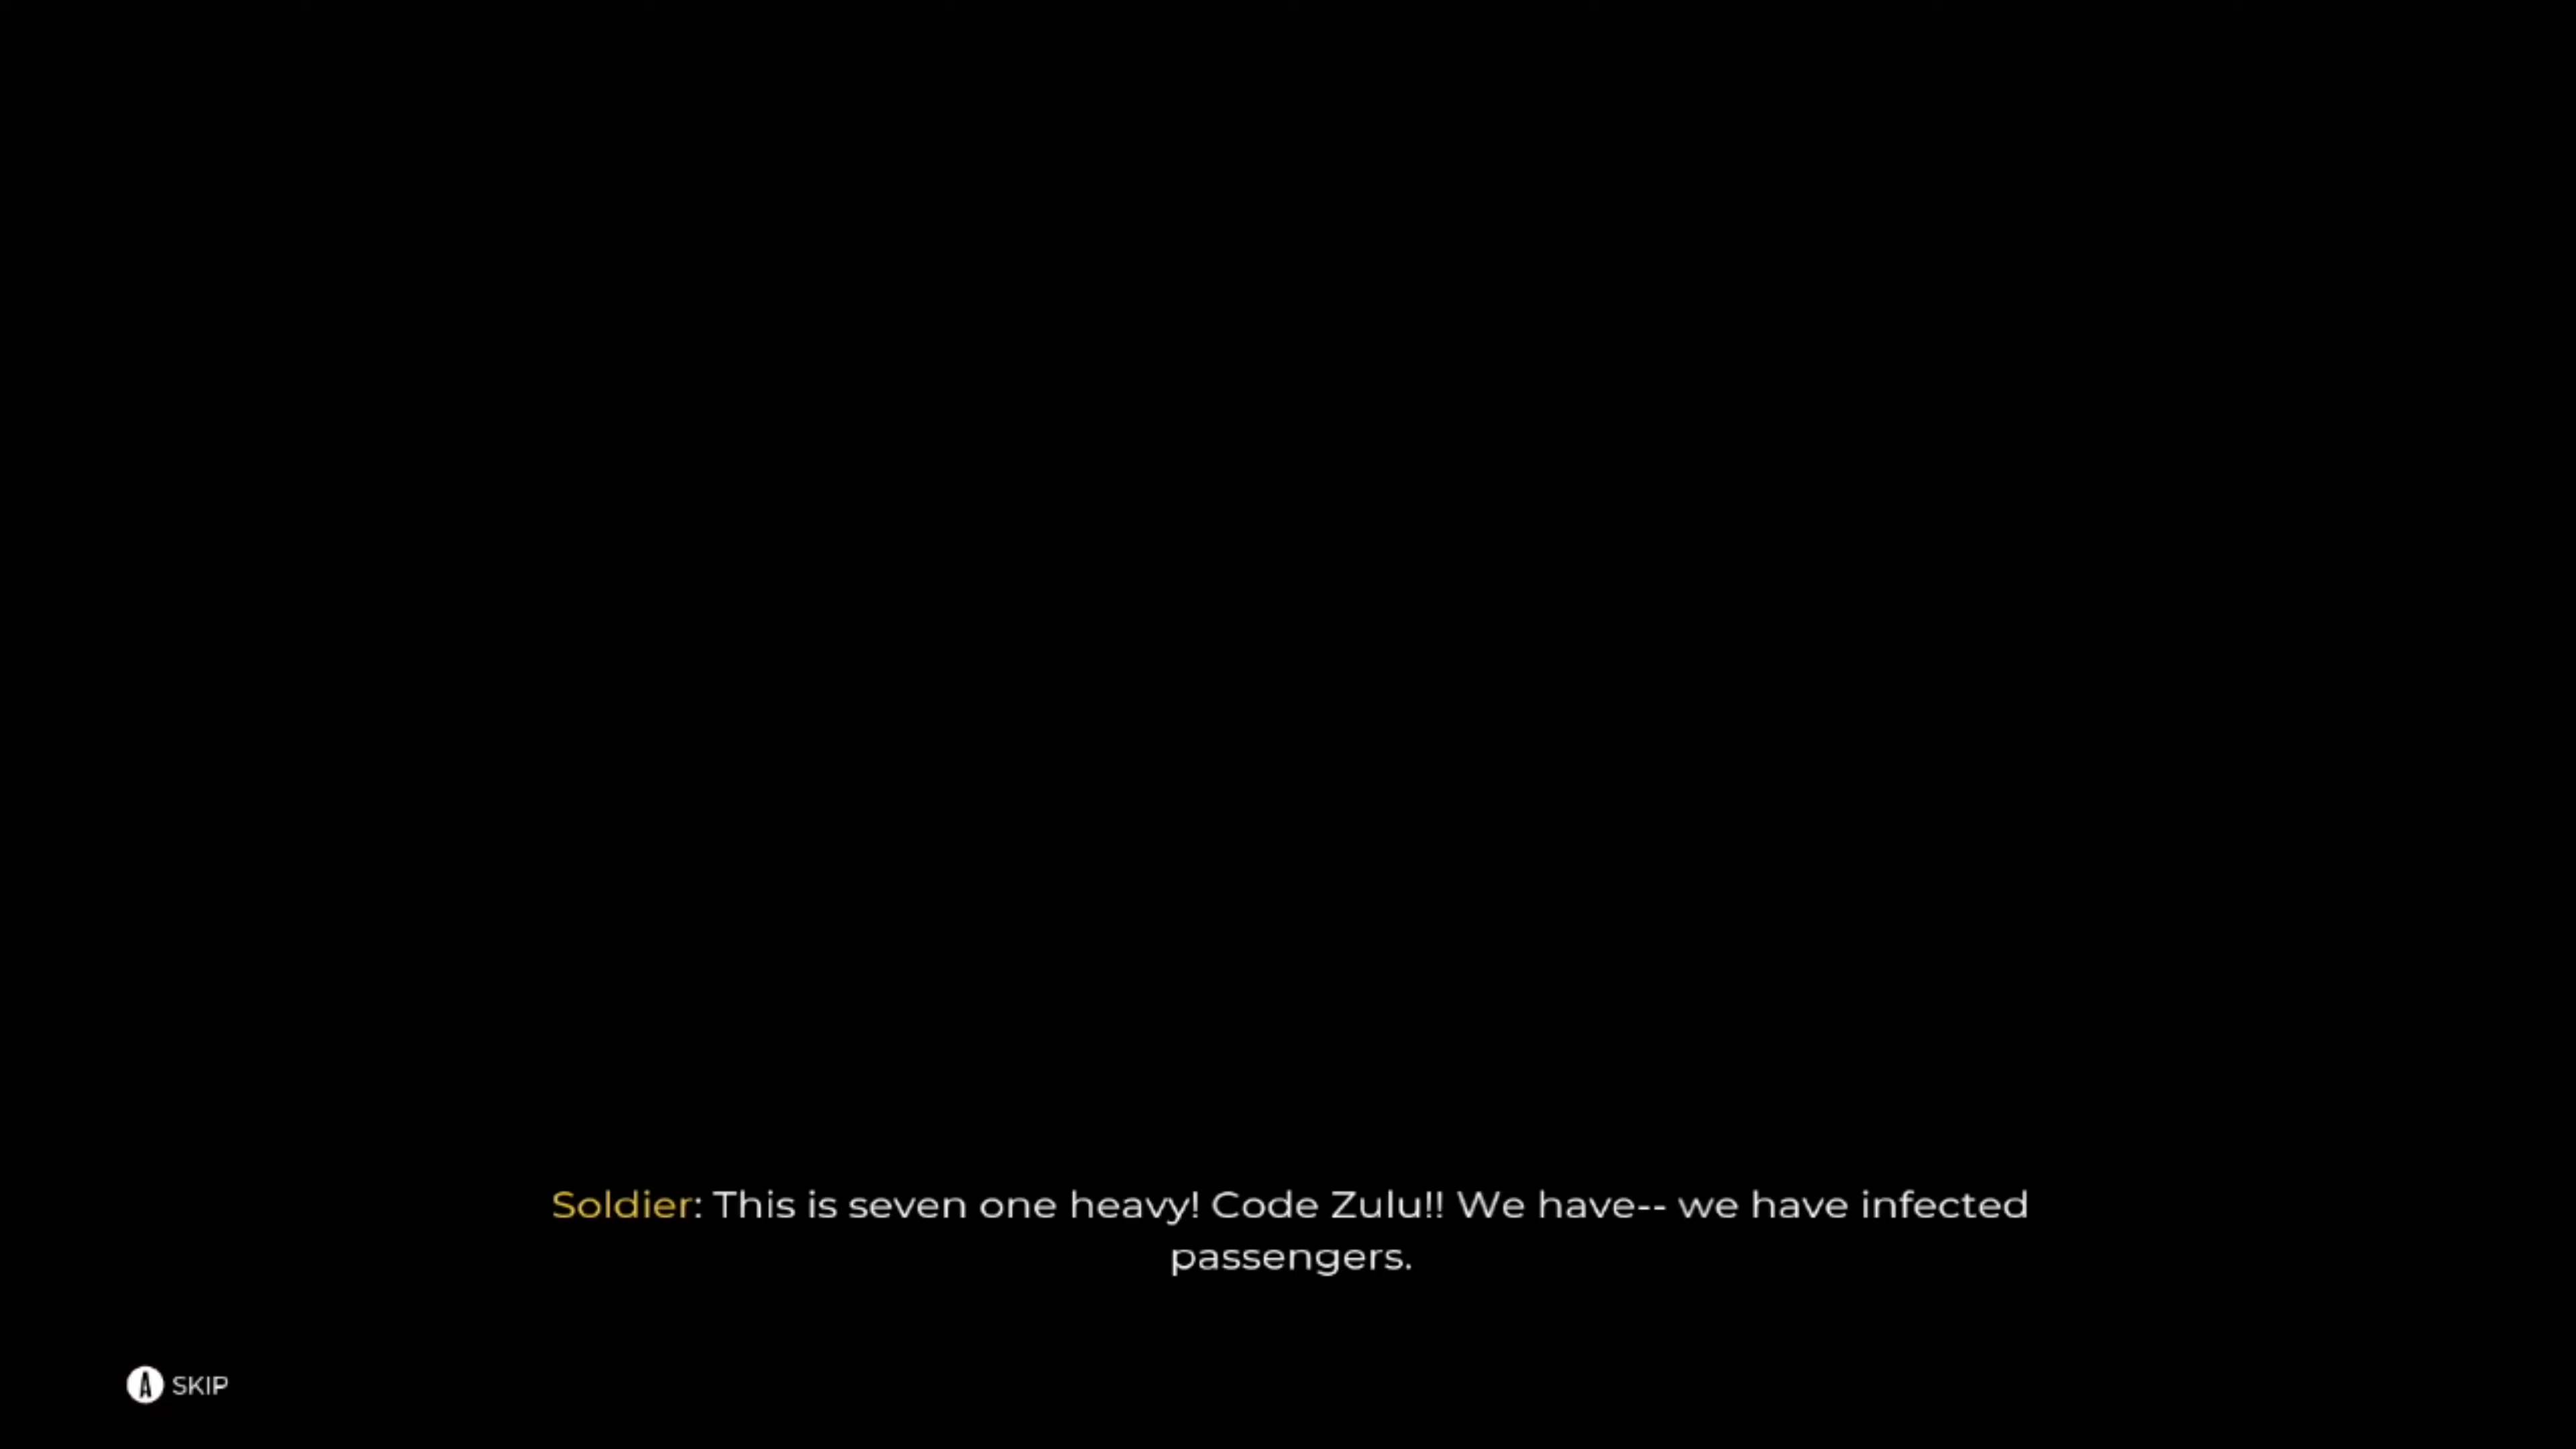 Soldier: This is seven one heavy! Code Zulu!! We have-- we have infected
passengers.
A SKIP